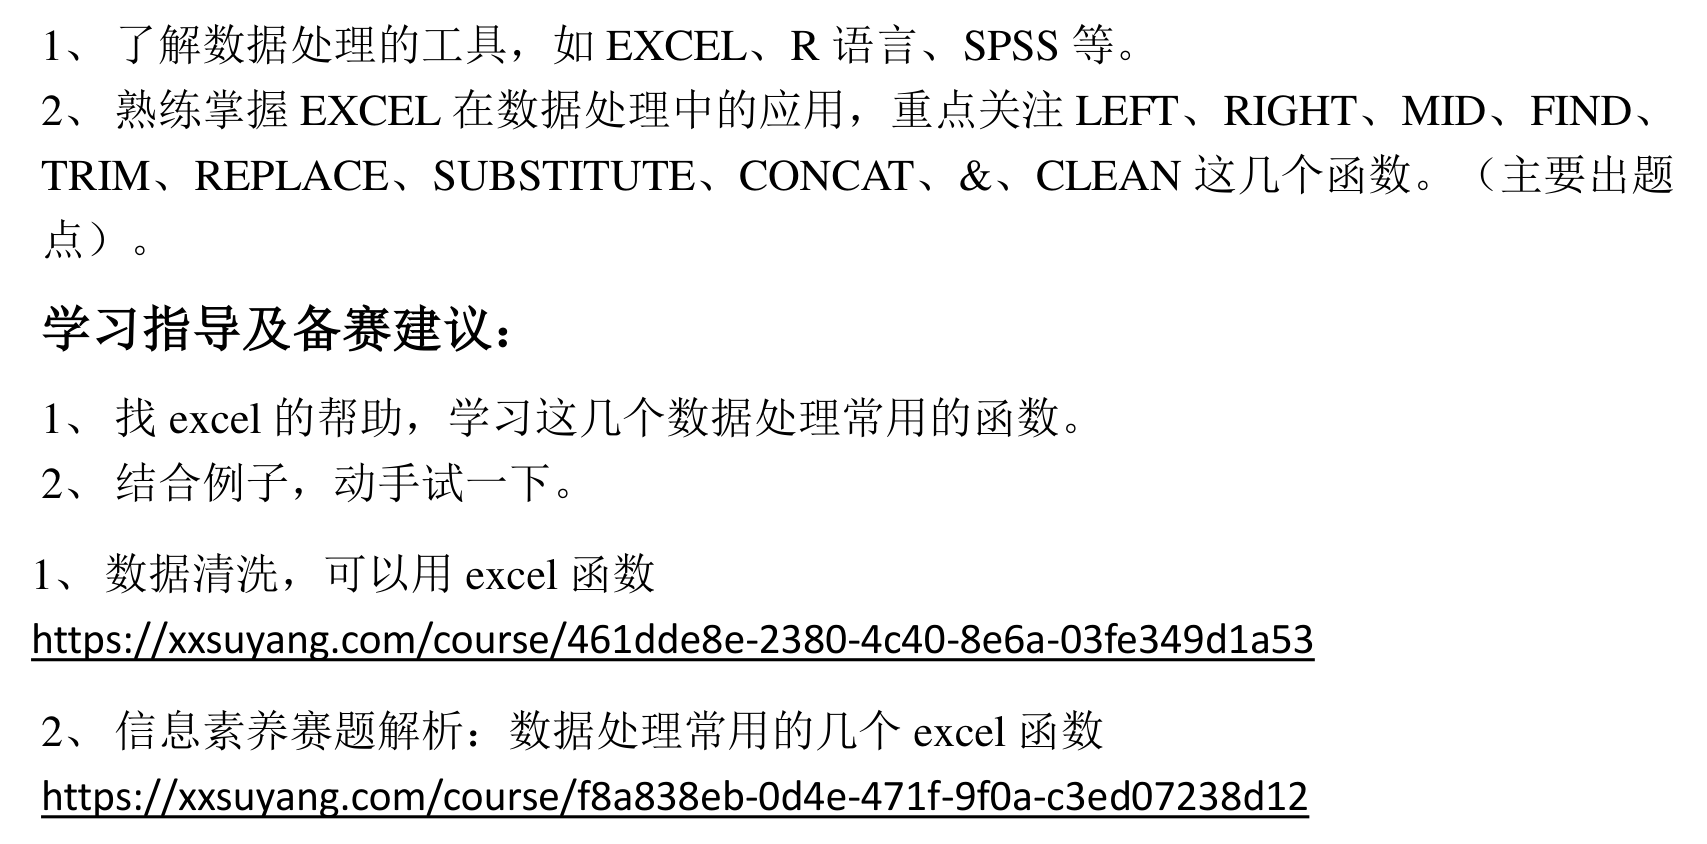 1、 了解数据处理的工具，如 EXCEL、R 语言、SPSS 等。
2、 熟练掌握 EXCEL 在数据处理中的应用，重点关注 LEFT、RIGHT、MID、FIND、
TRIM、REPLACE、SUBSTITUTE、CONCAT、&、CLEAN 这几个函数。（主要出题
点）。
学习指导及备赛建议：
1、 找 excel 的帮助，学习这几个数据处理常用的函数。
2、 结合例子，动手试一下。
1、 数据清洗，可以用 excel 函数
https://xxsuyang.com/course/461dde8e-2380-4c40-8e6a-03fe349d1a53
2、 信息素养赛题解析：数据处理常用的几个 excel 函数
https://xxsuyang.com/course/f8a838eb-0d4e-471f-9f0a-c3ed07238d12